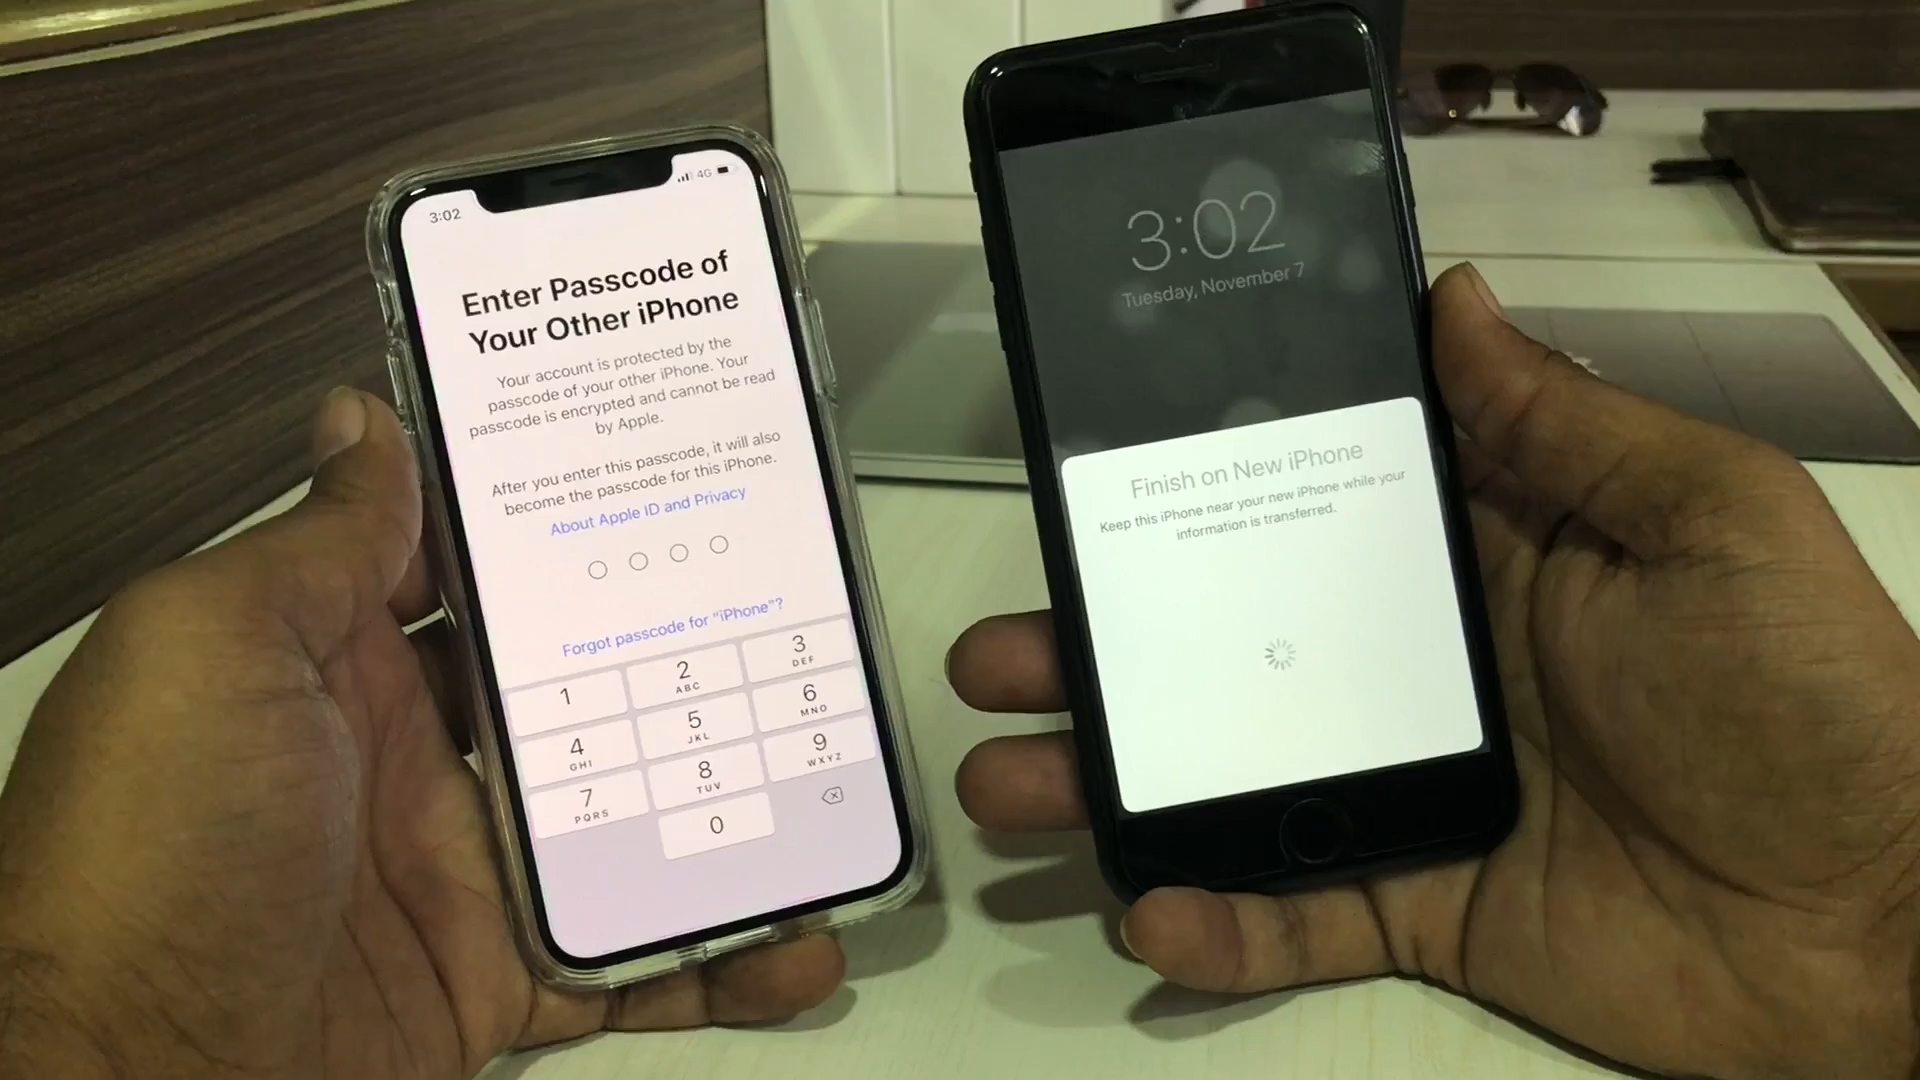 3:02
4G
Enter Passcode of
Your Other iPhone
Your account is protected by the
passcode of your other iPhone. Your
passcode is encrypted and cannot be read
by Apple.
After you enter this passcode, it will also
become the passcode for this iPhone.
About Apple ID and Privacy
Forgot passcode for "iPhone"?
1
2
ABC
3
DEF
4
GHI
5
JKL
6
MNO
7
PQRS
8
TUV
9
WXYZ
0
3:02
Tuesday, November 7
Finish on New iPhone
Keep this iPhone near your new iPhone while your
information is transferred.